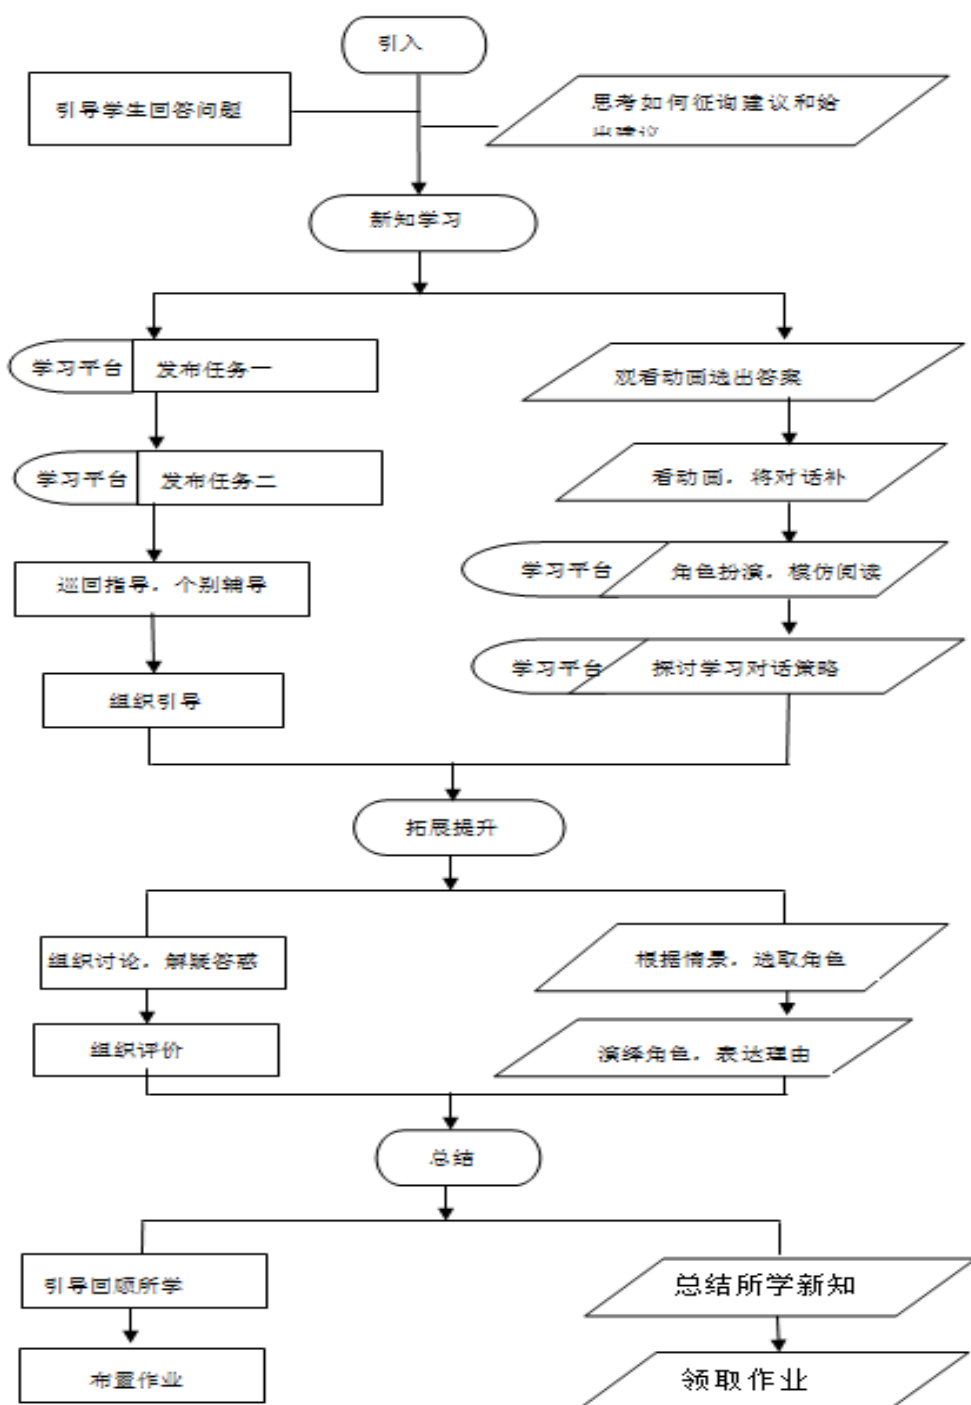 引入
引导学生回答问题
思考如何征询建议和给
出建议
新知学习
学习平台
发布任务一
观看动画选出答案
学习平台
发布任务二
看动画，将对话补
巡回指导，个别辅导
学习平台
角色扮演，模仿阅读
组织引导
学习平台
探讨学习对话策略
拓展提升
组织讨论，解疑答惑
根据情景，选取角色
组织评价
演绎角色，表达理由
总结
引导回顾所学
总结所学新知
布置作业
领取作业